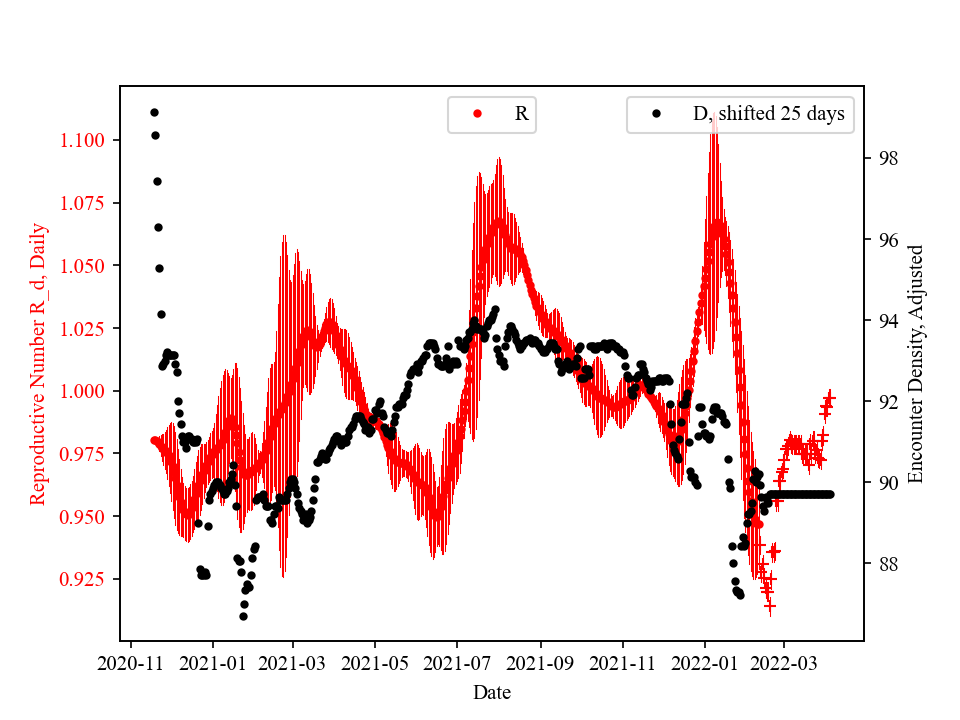 R
D, shifted 25 days
1.100
1.075
1.050
1.025
1.000
0.975
0.950
0.925
Reproductive Number R_d, Daily
98
96
94
92
90
88
Encounter Density, Adjusted
2020-11 2021-01 2021-03 2021-05 2021-07 2021-09 2021-11 2022-01 2022-03
Date